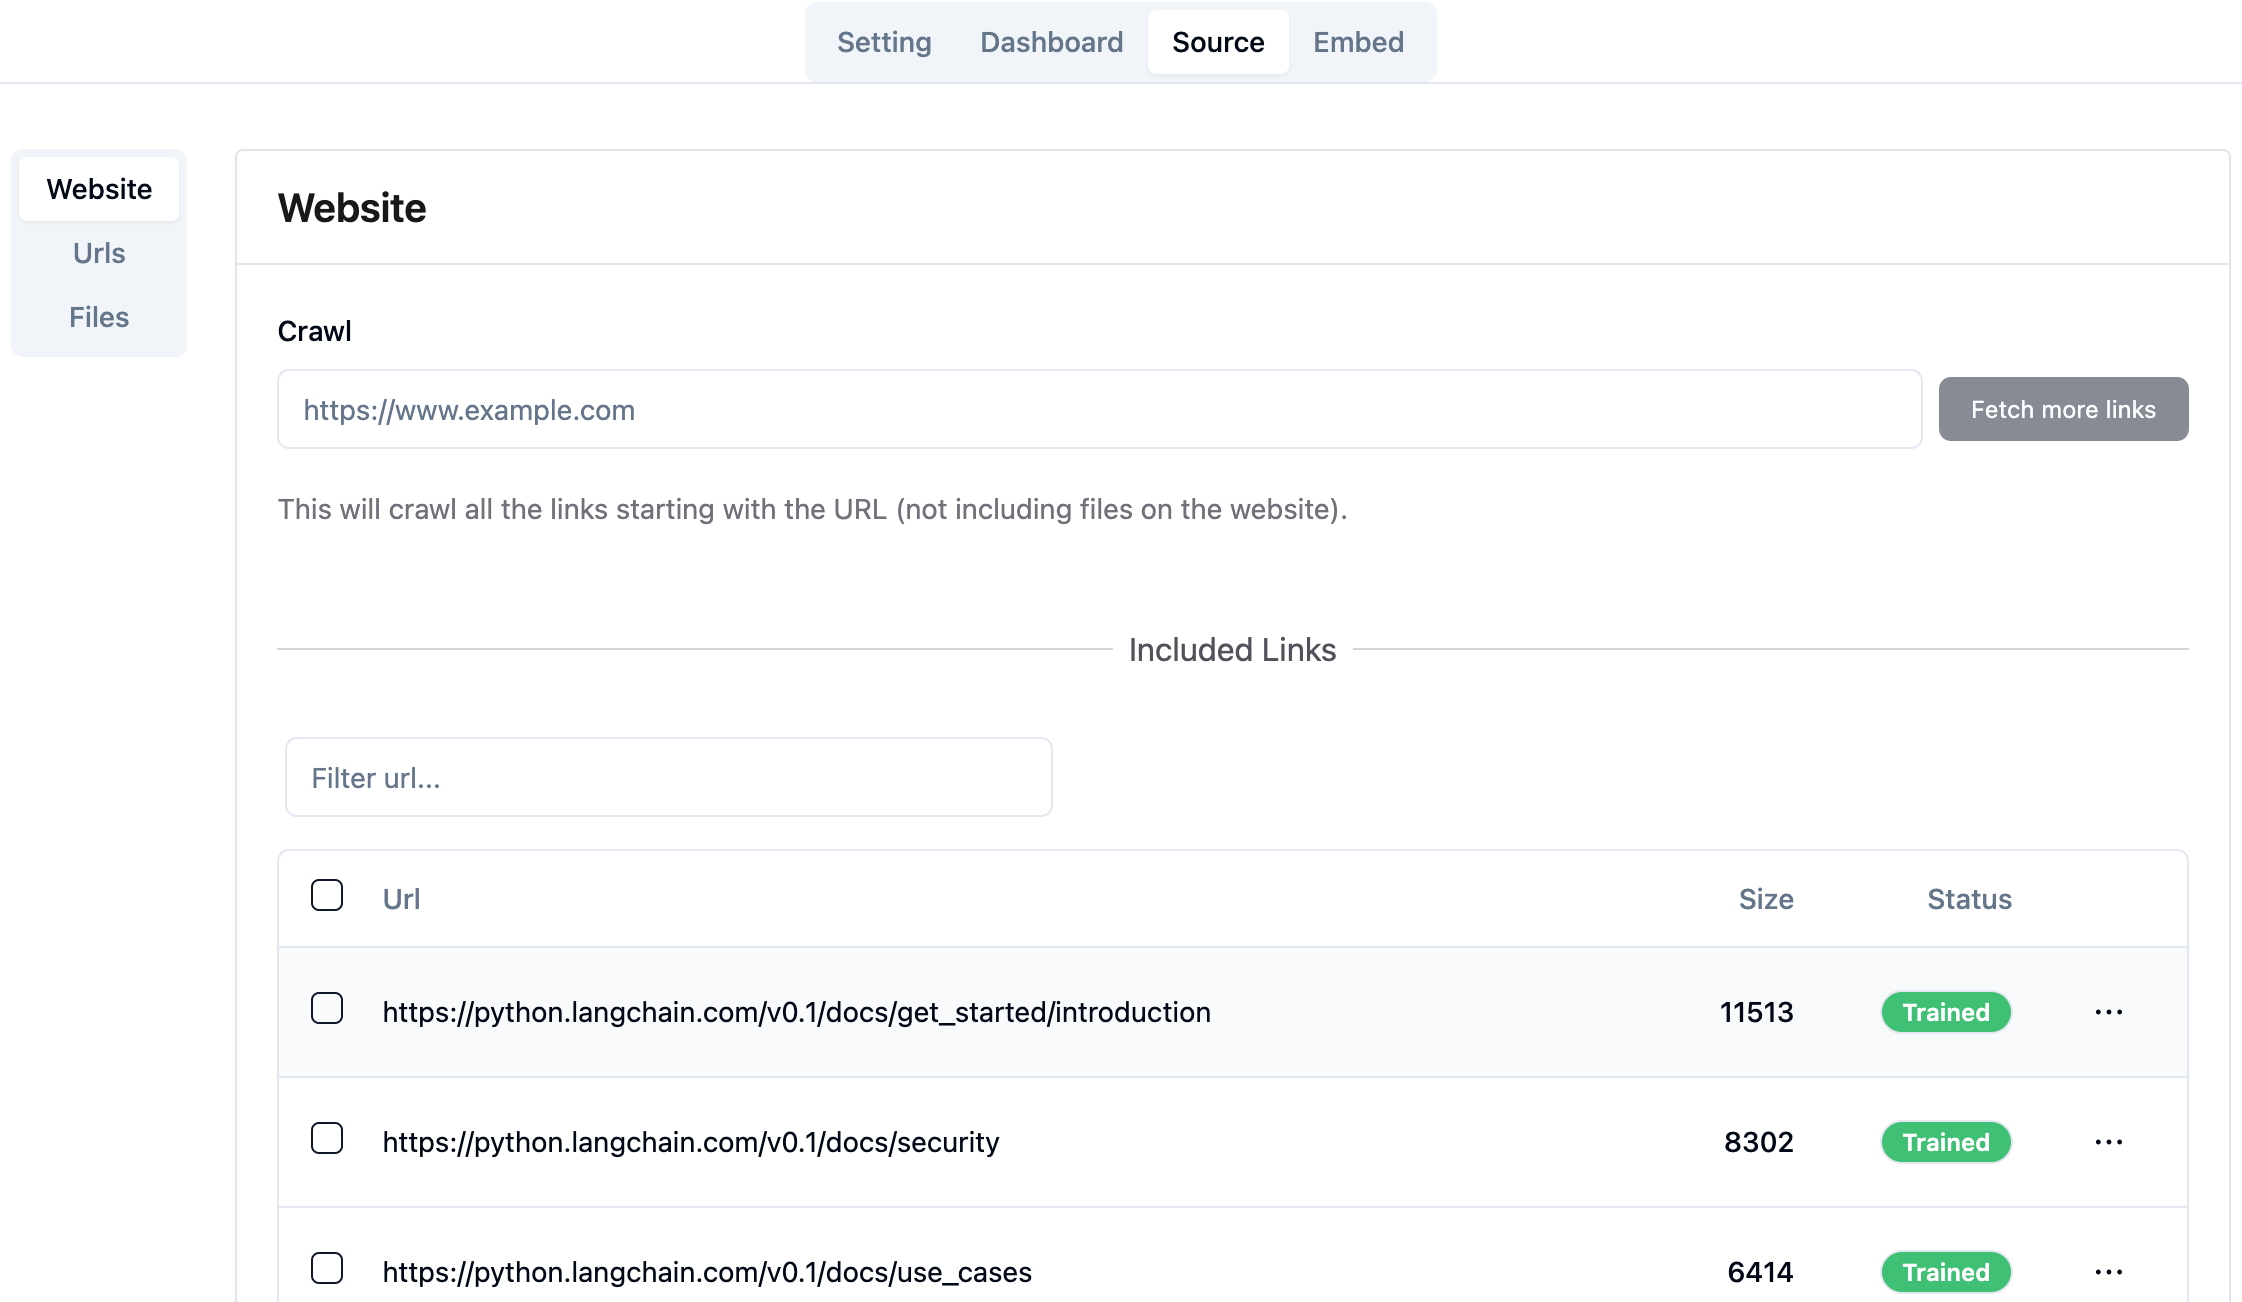 Setting Dashboard Source Embed
Website
Urls
Files
Website
Crawl
https://www.example.com
Fetch more links
This will crawl all the links starting with the URL (not including files on the website).
Included Links
Filter url...
Url Size Status
https://python.langchain.com/v0.1/docs/get_started/introduction 11513 Trained ...
https://python.langchain.com/v0.1/docs/security 8302 Trained ...
https://python.langchain.com/v0.1/docs/use_cases 6414 Trained ...